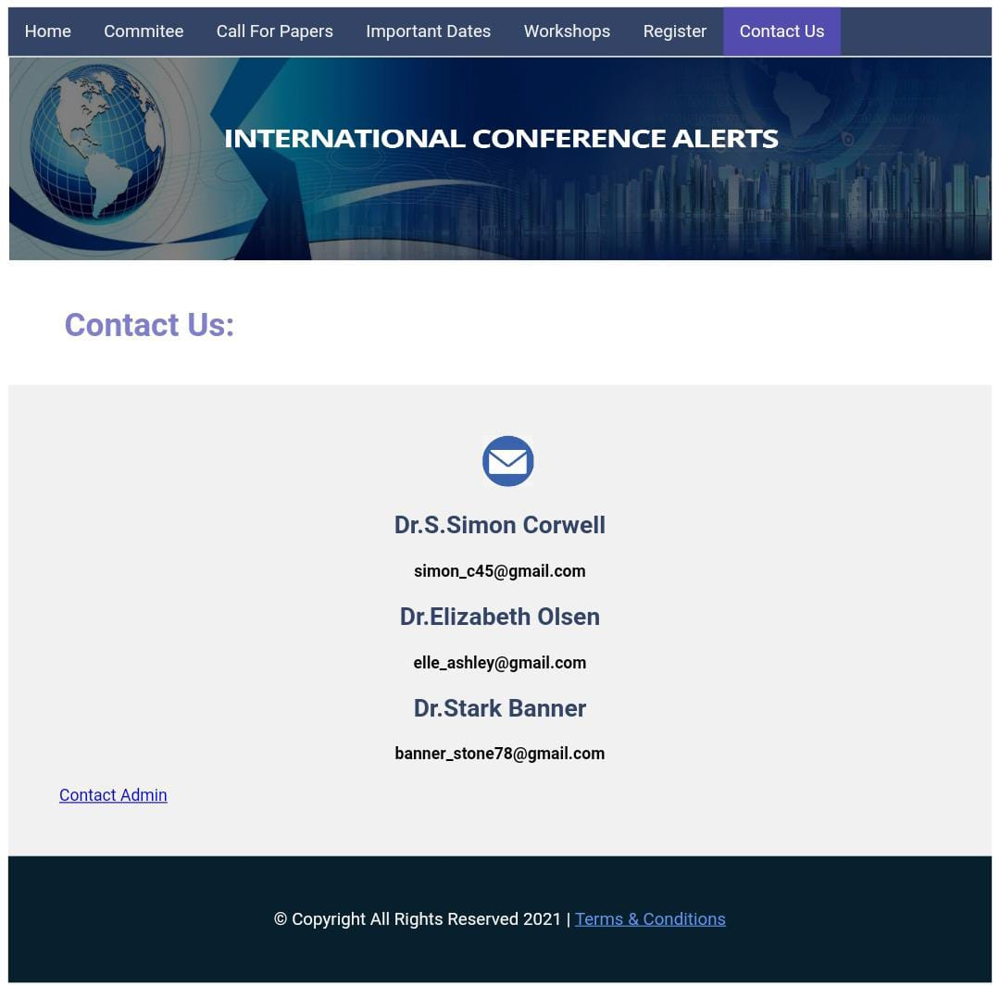 Home Commitee Call For Papers Important Dates Workshops Register Contact Us
INTERNATIONAL CONFERENCE ALERTS
Contact Us:
Dr.S.Simon Corwell
simon_c45@gmail.com
Dr.Elizabeth Olsen
elle_ashley@gmail.com
Dr.Stark Banner
banner_stone78@gmail.com
Contact Admin
© Copyright All Rights Reserved 2021 | Terms & Conditions